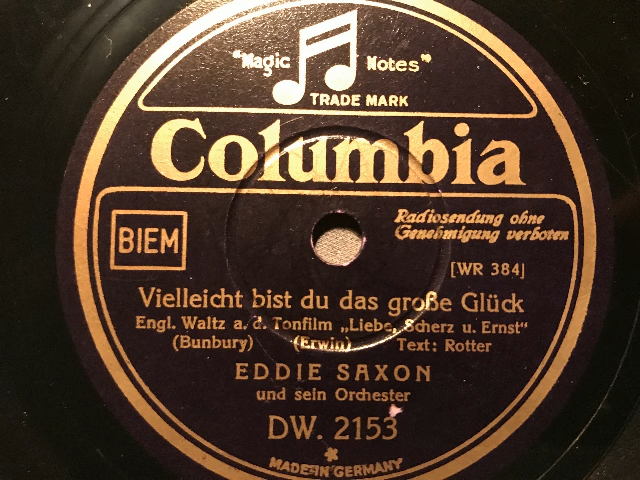 "Magic Notes"
TRADE MARK
Columbia
BIEM
Radiosendung ohne
Genehmigung verboten
[WR 384]
Vielleicht bist du das große Glück
Engl. Waltz a. d. Tonfilm „Liebe, Scherz u. Ernst"
(Bunbury) (Erwin) Text: Rotter
EDDIE SAXON
und sein Orchester
DW. 2153
MADE IN GERMANY